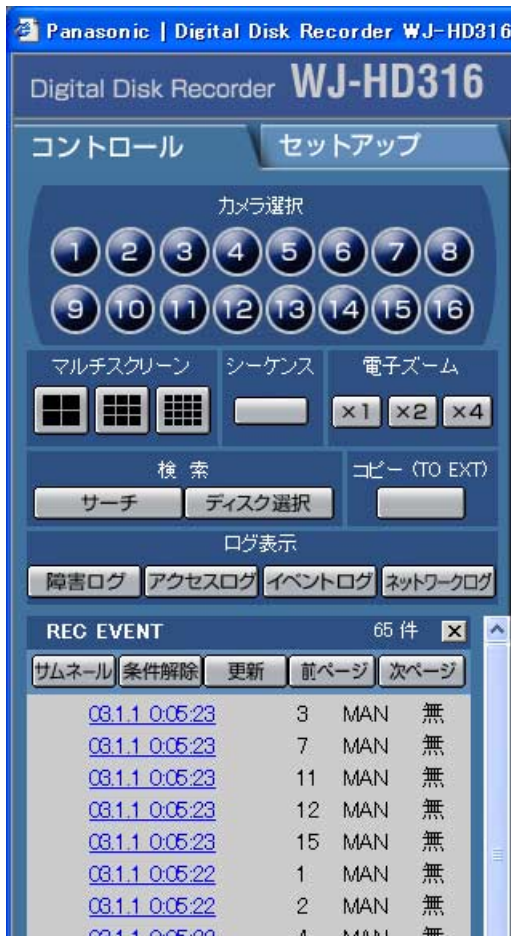 Panasonic | Digital Disk Recorder WJ-HD316
Digital Disk Recorder WJ-HD316
コントロール セットアップ
カメラ選択
1 2 3 4 5 6 7 8
9 10 11 12 13 14 15 16
マルチスクリーン シーケンス 電子ズーム
×1 ×2 ×4
検 索 コピー (TO EXT)
サーチ ディスク選択
ログ表示
障害ログ アクセスログ イベントログ ネットワークログ
REC EVENT 65 件
サムネール 条件解除 更新 前ページ 次ページ
03.1.1 0:05:23 3 MAN 無
03.1.1 0:05:23 7 MAN 無
03.1.1 0:05:23 11 MAN 無
03.1.1 0:05:23 12 MAN 無
03.1.1 0:05:23 15 MAN 無
03.1.1 0:05:22 1 MAN 無
03.1.1 0:05:22 2 MAN 無